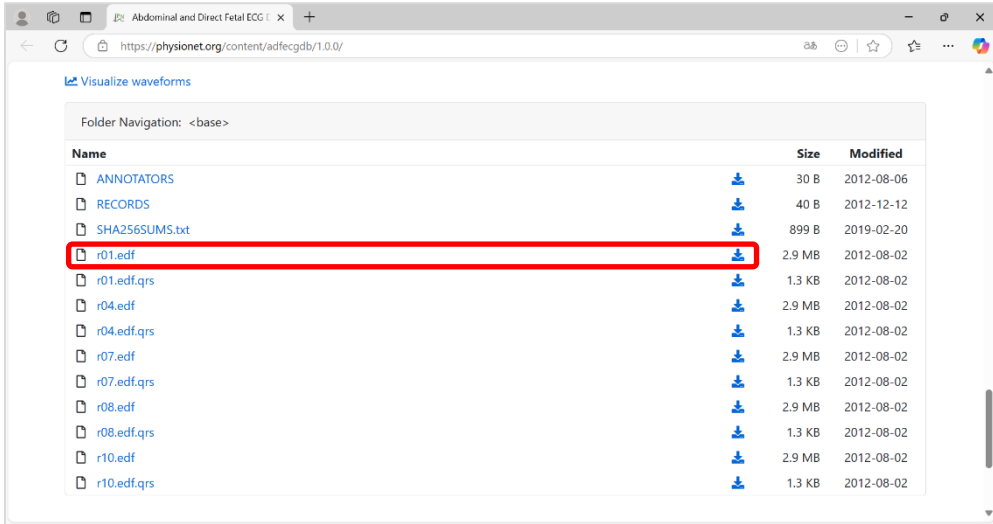 Abdominal and Direct Fetal ECG D
https://physionet.org/content/adfecgdb/1.0.0/
Visualize waveforms
Folder Navigation: <base>
Name Size Modified
ANNOTATORS 30 B 2012-08-06
RECORDS 40 B 2012-12-12
SHA256SUMS.txt 899 B 2019-02-20
r01.edf 2.9 MB 2012-08-02
r01.edf.qrs 1.3 KB 2012-08-02
r04.edf 2.9 MB 2012-08-02
r04.edf.qrs 1.3 KB 2012-08-02
r07.edf 2.9 MB 2012-08-02
r07.edf.qrs 1.3 KB 2012-08-02
r08.edf 2.9 MB 2012-08-02
r08.edf.qrs 1.3 KB 2012-08-02
r10.edf 2.9 MB 2012-08-02
r10.edf.qrs 1.3 KB 2012-08-02